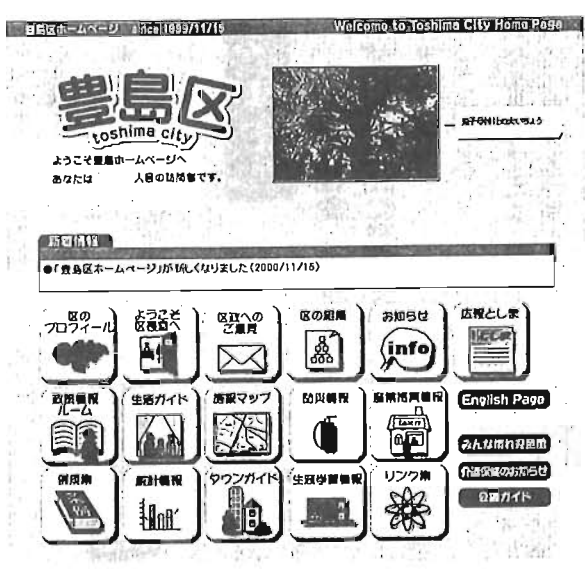 豊島区ホームページ since 1999/11/15
Welcome to Toshima City Home Page
豊島区
toshima city
ようこそ豊島ホームページへ
あなたは 人目の訪問者です。
新着情報
●「豊島区ホームページ」が新しくなりました(2000/11/15)
区の
プロフィール
ようこそ
区長室へ
区政への
ご意見
区の組織
お知らせ
info
広報としま
政策情報
ルーム
生活ガイド
施設マップ
防災情報
産業消費情報
English Page
みんな慣れ親図
介護保険のお知らせ
例規集
統計情報
タウンガイド
生涯学習情報
リンク集
公園ガイド